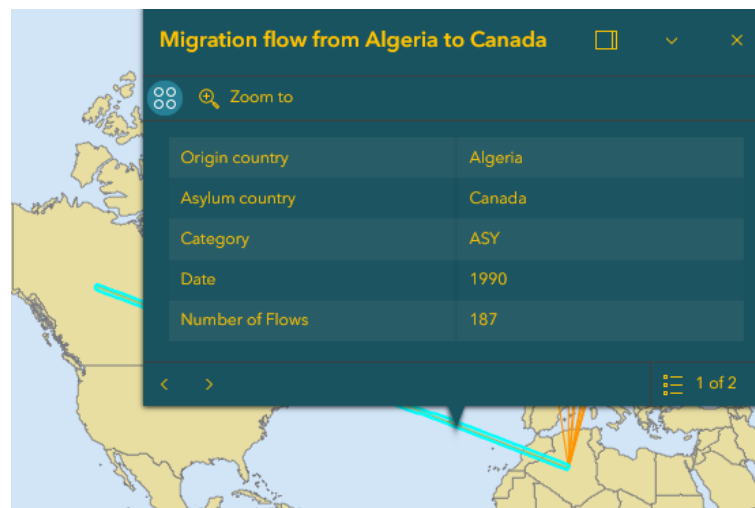 Migration flow from Algeria to Canada
Zoom to
Origin country Algeria
Asylum country Canada
Category ASY
Date 1990
Number of Flows 187
1 of 2